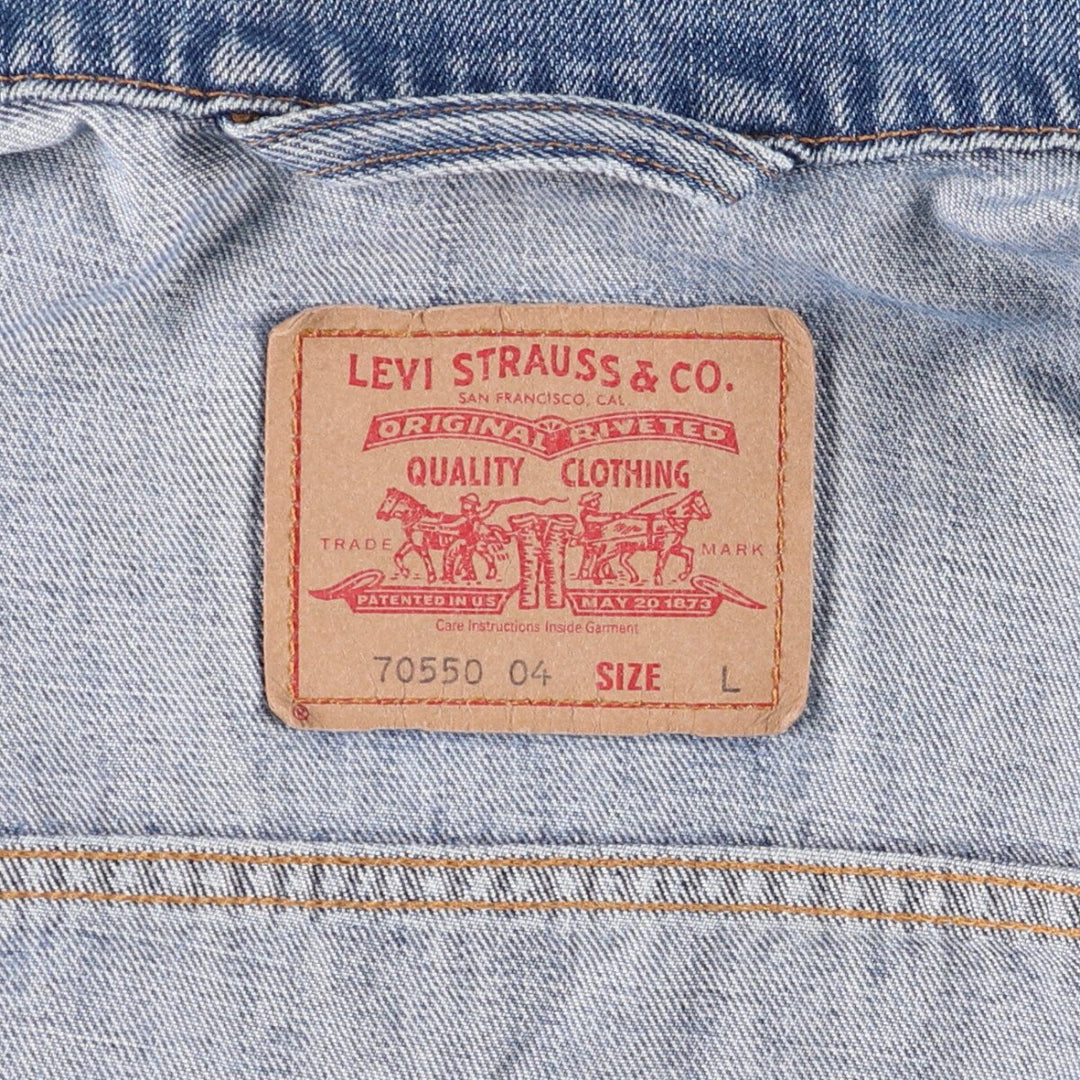 LEVI STRAUSS & CO.
SAN FRANCISCO, CAL.
ORIGINAL RIVETED
QUALITY CLOTHING
TRADE MARK
PATENTED IN U S MAY 20 1873
Care Instructions Inside Garment
70550 04 SIZE L
®